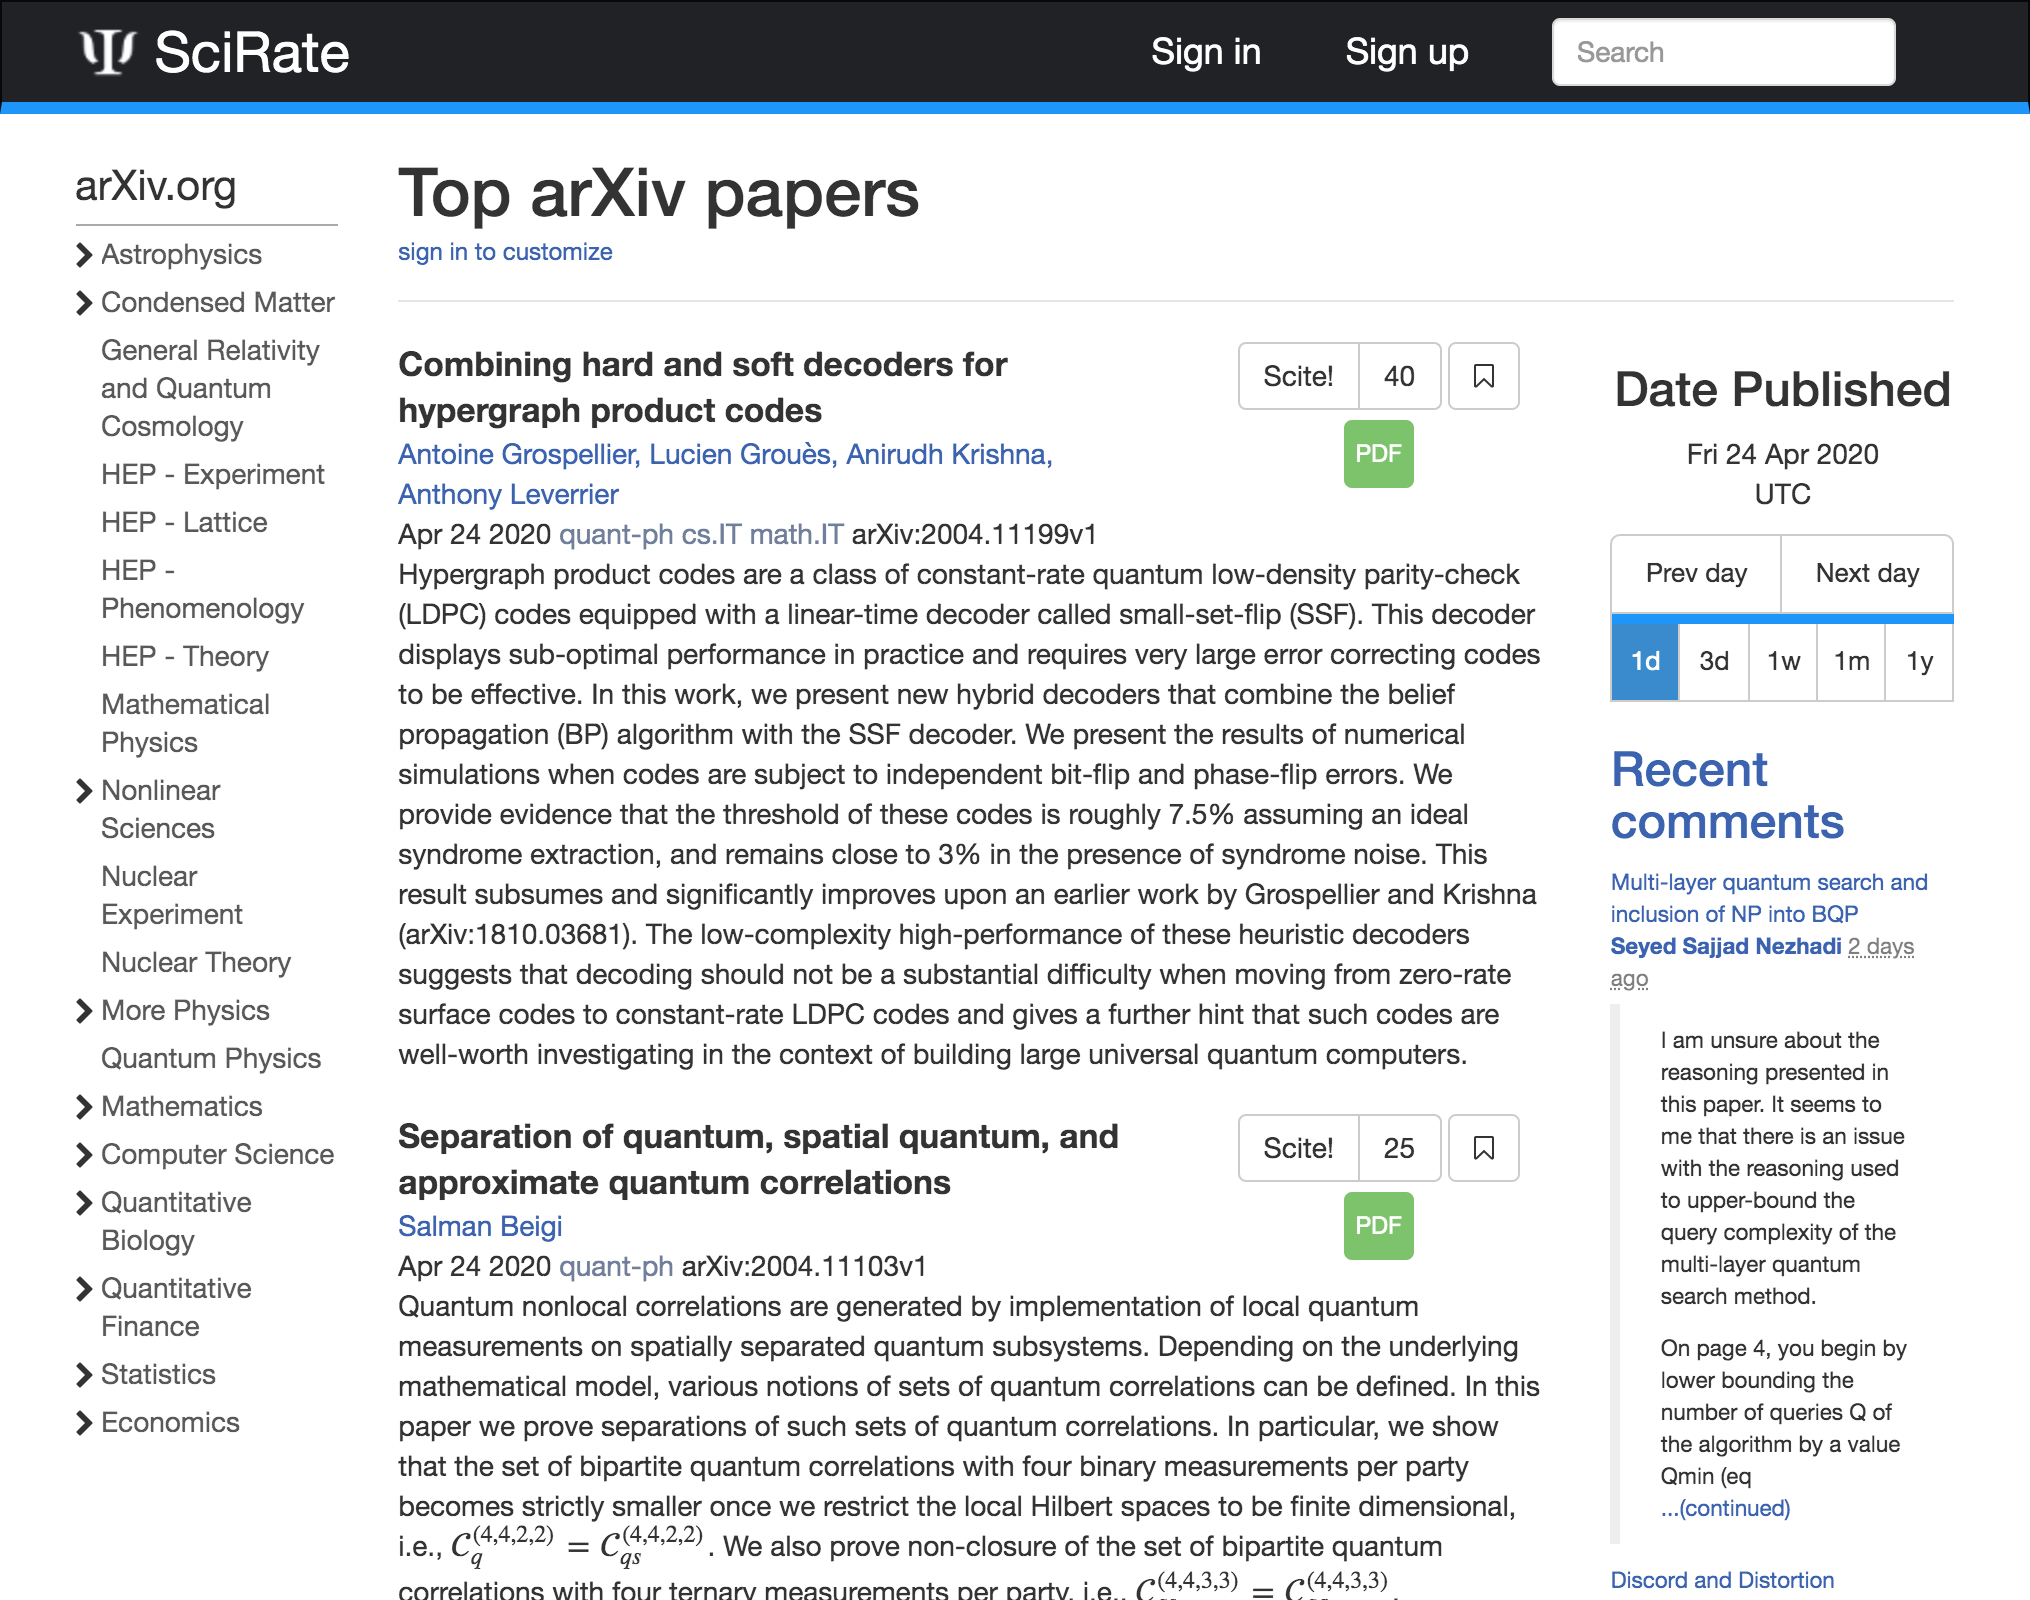 SciRate
Sign in
Sign up
Search
arXiv.org
Astrophysics
Condensed Matter
General Relativity
and Quantum
Cosmology
HEP - Experiment
HEP - Lattice
HEP -
Phenomenology
HEP - Theory
Mathematical
Physics
Nonlinear
Sciences
Nuclear
Experiment
Nuclear Theory
More Physics
Quantum Physics
Mathematics
Computer Science
Quantitative
Biology
Quantitative
Finance
Statistics
Economics
Top arXiv papers
sign in to customize
Combining hard and soft decoders for
hypergraph product codes
Scite! 40
PDF
Antoine Grospellier, Lucien Grouès, Anirudh Krishna,
Anthony Leverrier
Apr 24 2020 quant-ph cs.IT math.IT arXiv:2004.11199v1
Hypergraph product codes are a class of constant-rate quantum low-density parity-check
(LDPC) codes equipped with a linear-time decoder called small-set-flip (SSF). This decoder
displays sub-optimal performance in practice and requires very large error correcting codes
to be effective. In this work, we present new hybrid decoders that combine the belief
propagation (BP) algorithm with the SSF decoder. We present the results of numerical
simulations when codes are subject to independent bit-flip and phase-flip errors. We
provide evidence that the threshold of these codes is roughly 7.5% assuming an ideal
syndrome extraction, and remains close to 3% in the presence of syndrome noise. This
result subsumes and significantly improves upon an earlier work by Grospellier and Krishna
(arXiv:1810.03681). The low-complexity high-performance of these heuristic decoders
suggests that decoding should not be a substantial difficulty when moving from zero-rate
surface codes to constant-rate LDPC codes and gives a further hint that such codes are
well-worth investigating in the context of building large universal quantum computers.
Separation of quantum, spatial quantum, and
approximate quantum correlations
Scite! 25
PDF
Salman Beigi
Apr 24 2020 quant-ph arXiv:2004.11103v1
Quantum nonlocal correlations are generated by implementation of local quantum
measurements on spatially separated quantum subsystems. Depending on the underlying
mathematical model, various notions of sets of quantum correlations can be defined. In this
paper we prove separations of such sets of quantum correlations. In particular, we show
that the set of bipartite quantum correlations with four binary measurements per party
becomes strictly smaller once we restrict the local Hilbert spaces to be finite dimensional,
i.e., C_q^(4,4,2,2) = C_qs^(4,4,2,2). We also prove non-closure of the set of bipartite quantum
correlations with four ternary measurements per party, i.e., C^(4,4,3,3) = C^(4,4,3,3).
Date Published
Fri 24 Apr 2020
UTC
Prev day Next day
1d 3d 1w 1m 1y
Recent
comments
Multi-layer quantum search and
inclusion of NP into BQP
Seyed Sajjad Nezhadi 2 days
ago
I am unsure about the
reasoning presented in
this paper. It seems to
me that there is an issue
with the reasoning used
to upper-bound the
query complexity of the
multi-layer quantum
search method.
On page 4, you begin by
lower bounding the
number of queries Q of
the algorithm by a value
Qmin (eq
...(continued)
Discord and Distortion